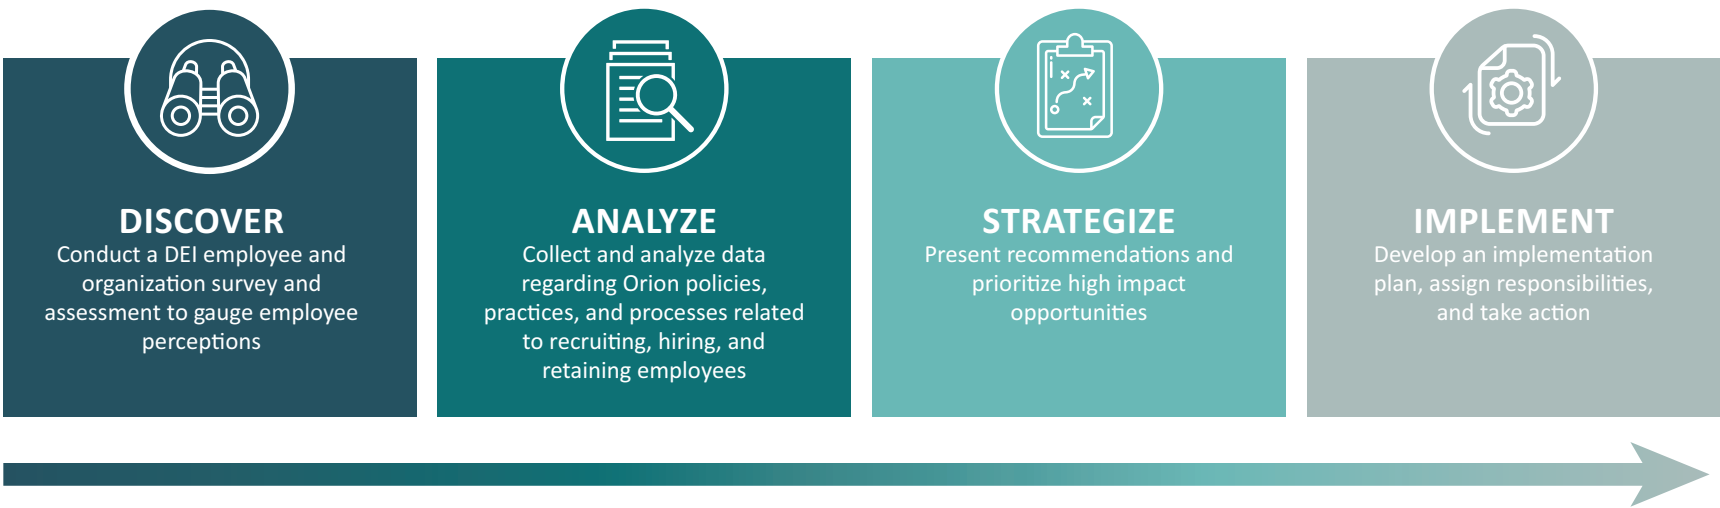 DISCOVER
Conduct a DEI employee and
organization survey and
assessment to gauge employee
perceptions
ANALYZE
Collect and analyze data
regarding Orion policies,
practices, and processes related
to recruiting, hiring, and
retaining employees
STRATEGIZE
Present recommendations and
prioritize high impact
opportunities
IMPLEMENT
Develop an implementation
plan, assign responsibilities,
and take action